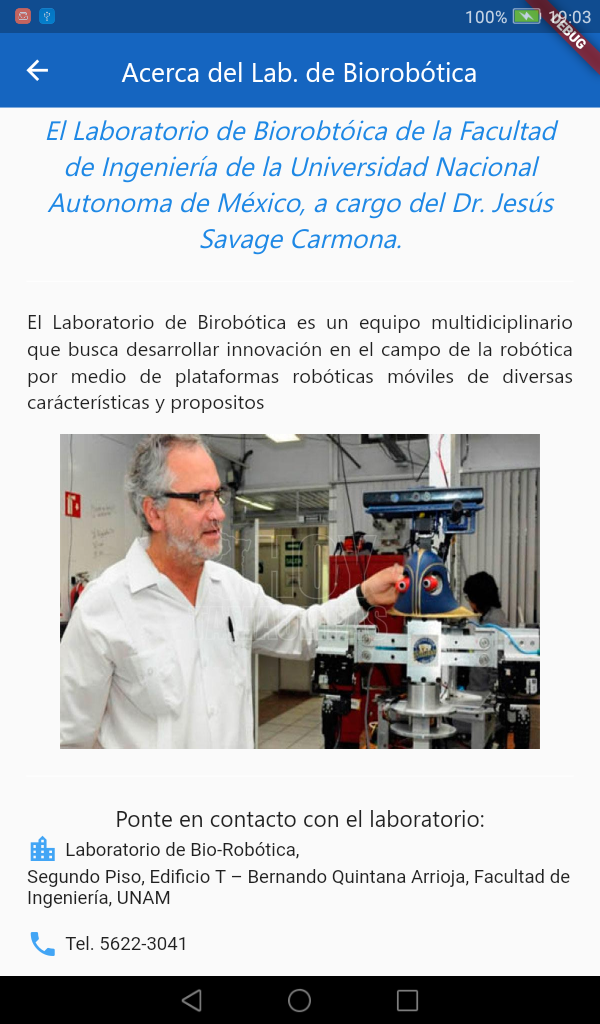 100% 19:03
DEBUG
Acerca del Lab. de Biorobótica
El Laboratorio de Biorobtóica de la Facultad
de Ingeniería de la Universidad Nacional
Autonoma de México, a cargo del Dr. Jesús
Savage Carmona.
El Laboratorio de Birobótica es un equipo multidiciplinario
que busca desarrollar innovación en el campo de la robótica
por medio de plataformas robóticas móviles de diversas
carácterísticas y propositos
HOY
Ponte en contacto con el laboratorio:
Laboratorio de Bio-Robótica,
Segundo Piso, Edificio T – Bernando Quintana Arrioja, Facultad de
Ingeniería, UNAM
Tel. 5622-3041